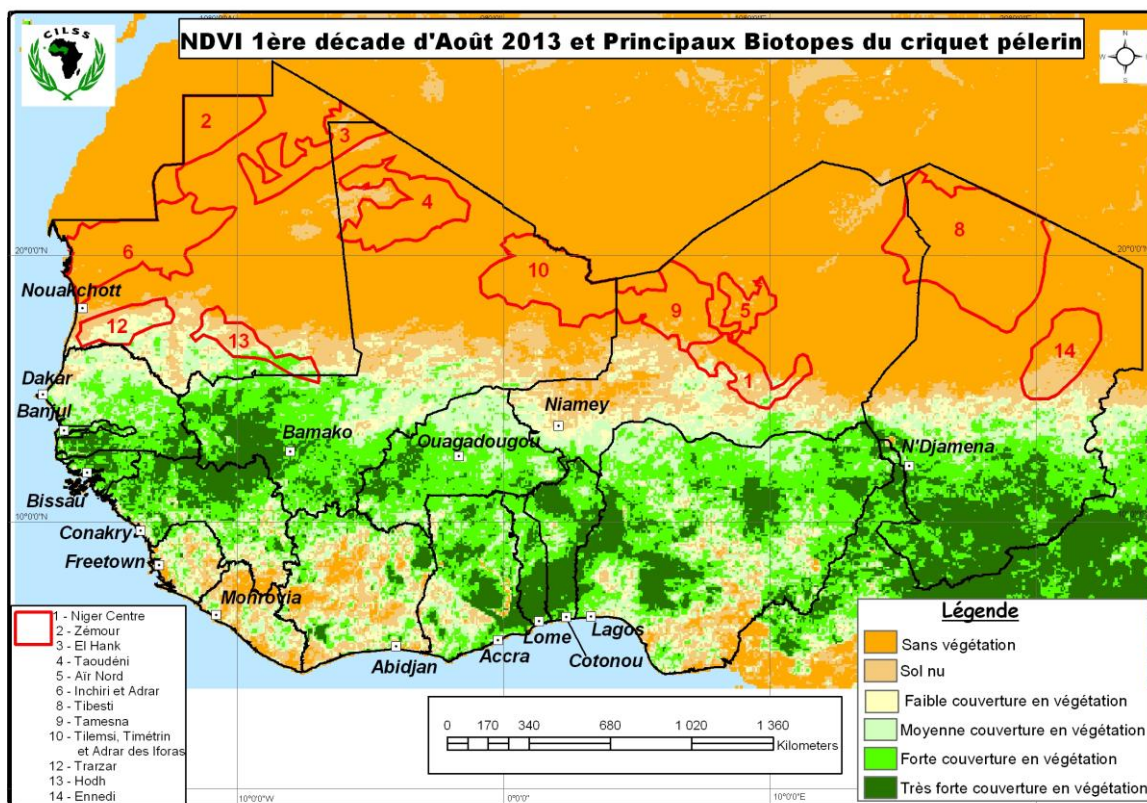 CILSS
NDVI 1ère décade d'Août 2013 et Principaux Biotopes du criquet pélerin
N
W
S
10°0'0"E
2
3
4
8
20°0'0"N
20°0'0"N
6
10
Nouakchott
9
5
12
13
14
1
Dakar
Banjul
Niamey
Bamako
Ouagadougou
N'Djamena
Bissau
10°0'0"N
10°0'0"N
Conakry
Freetown
Monrovia
Lagos
Lome
Cotonou
Accra
Abidjan
1 - Niger Centre
2 - Zémour
3 - El Hank
4 - Taoudéni
5 - Aïr Nord
6 - Inchiri et Adrar
8 - Tibesti
9 - Tamesna
10 - Tilemsi, Timétrin
et Adrar des Iforas
12 - Trarzar
13 - Hodh
14 - Ennedi
0 170 340 680 1 020 1 360
Kilometers
10°0'0"W
0°0'0"
10°0'0"E
Légende
Sans végétation
Sol nu
Faible couverture en végétation
Moyenne couverture en végétation
Forte couverture en végétation
Très forte couverture en végétation